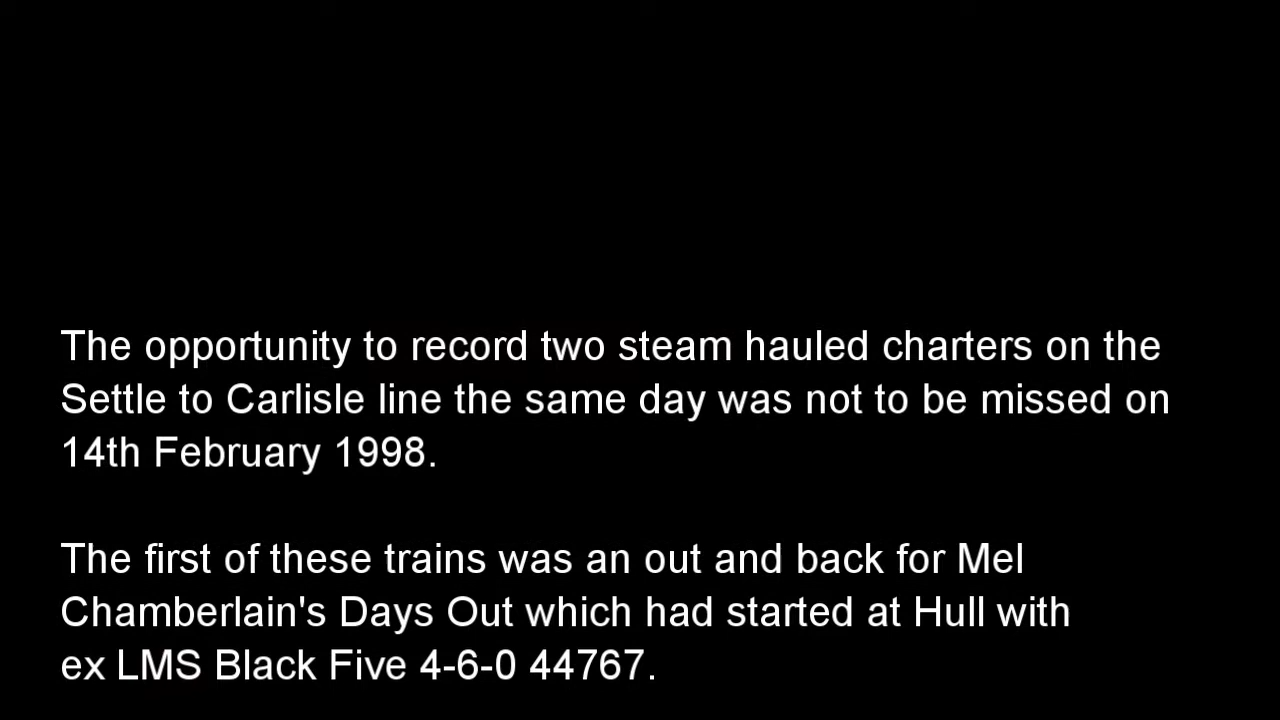 The opportunity to record two steam hauled charters on the
Settle to Carlisle line the same day was not to be missed on
14th February 1998.
The first of these trains was an out and back for Mel
Chamberlain's Days Out which had started at Hull with
ex LMS Black Five 4-6-0 44767.